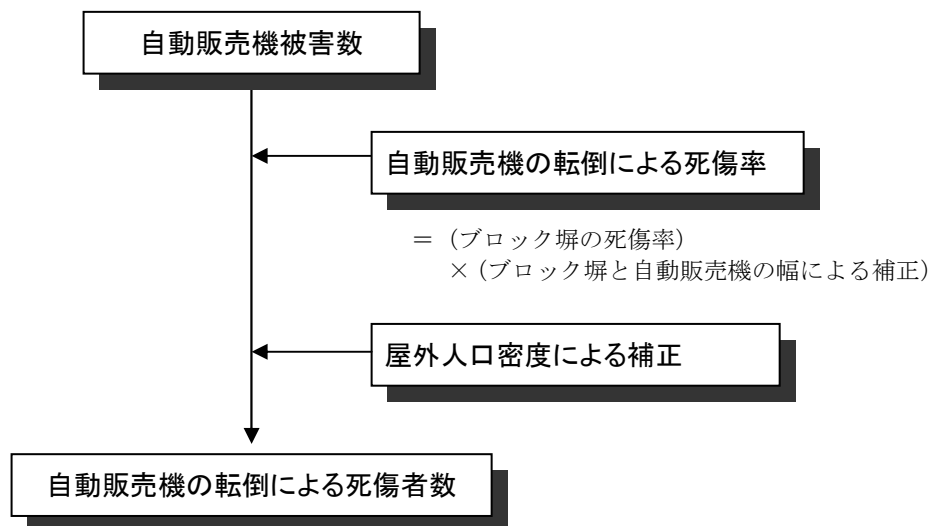 自動販売機被害数
自動販売機の転倒による死傷率
＝（ブロック塀の死傷率）
×（ブロック塀と自動販売機の幅による補正）
屋外人口密度による補正
自動販売機の転倒による死傷者数